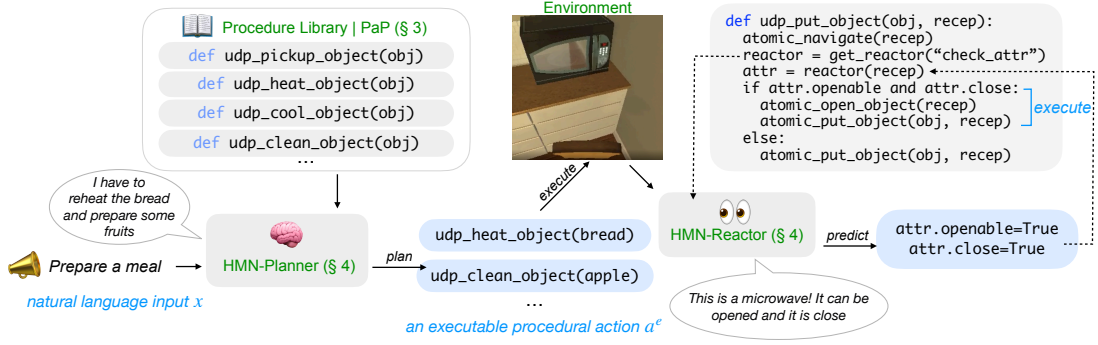 Procedure Library | PaP (§ 3)
def udp_pickup_object(obj)
def udp_heat_object(obj)
def udp_cool_object(obj)
def udp_clean_object(obj)
...
Environment
def udp_put_object(obj, recep):
atomic_navigate(recep)
reactor = get_reactor(“check_attr”)
attr = reactor(recep)
if attr.openable and attr.close:
atomic_open_object(recep)
atomic_put_object(obj, recep)
else:
atomic_put_object(obj, recep)
execute
I have to
reheat the bread
and prepare some
fruits
Prepare a meal
natural language input x
HMN-Planner (§ 4)
plan
execute
udp_heat_object(bread)
udp_clean_object(apple)
...
an executable procedural action aᵉ
HMN-Reactor (§ 4)
predict
attr.openable=True
attr.close=True
This is a microwave! It can be
opened and it is close